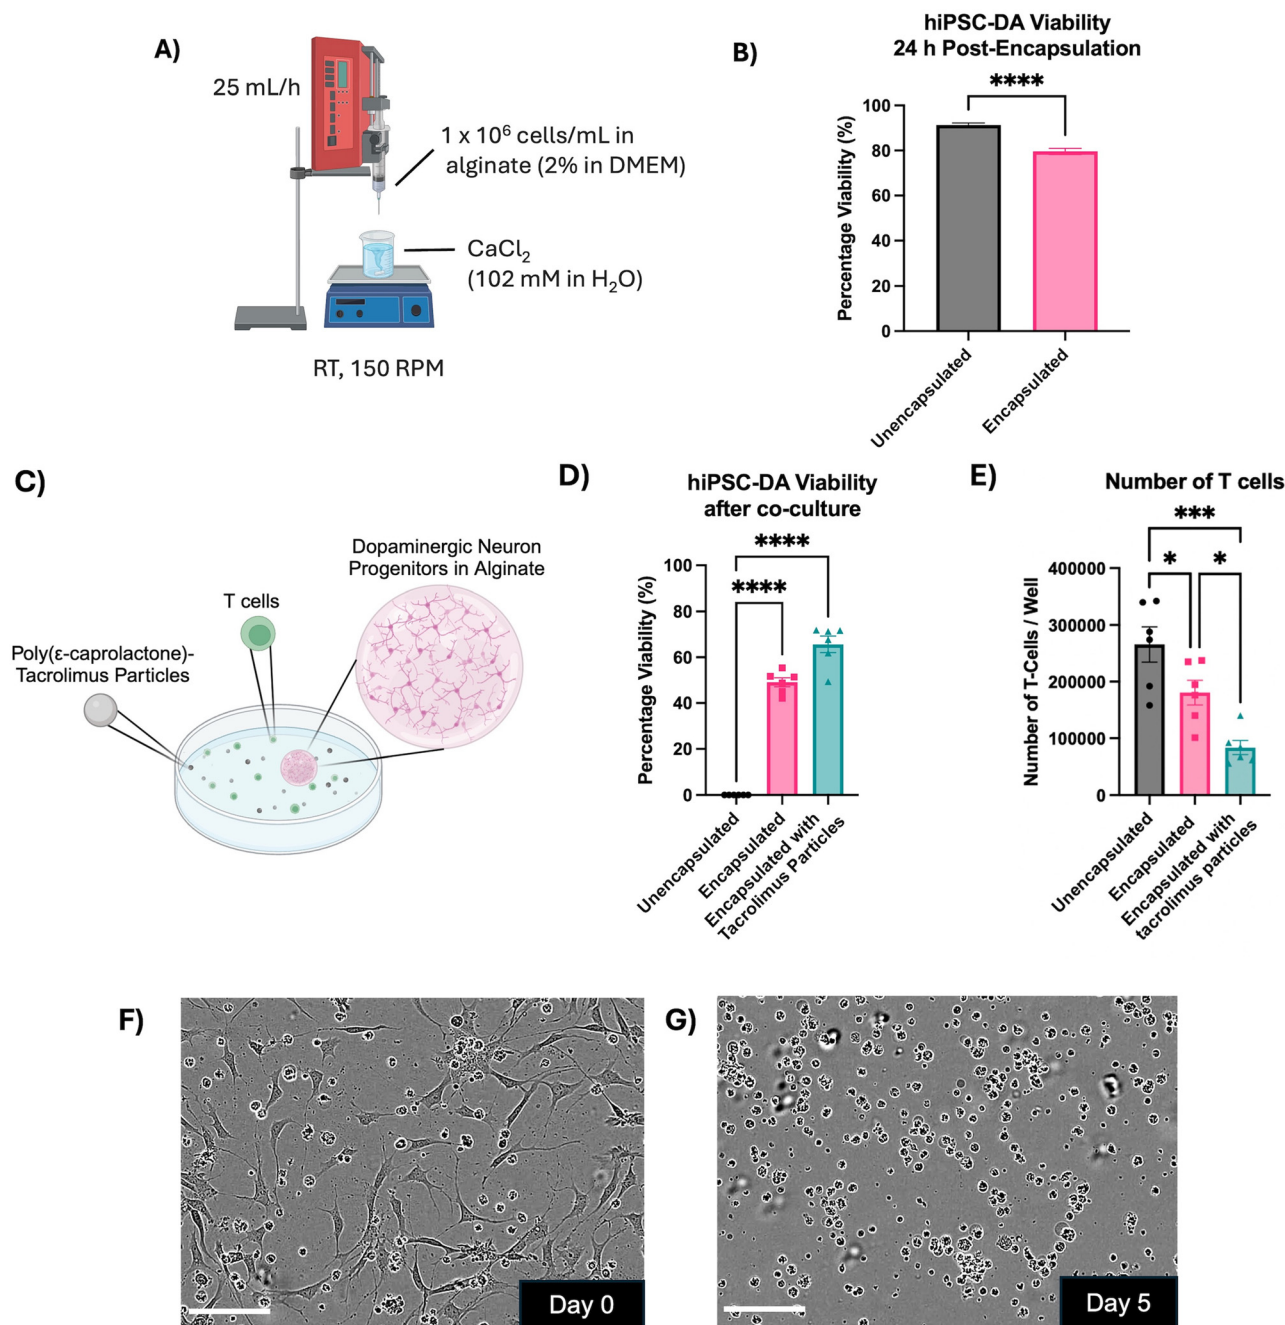 A)
25 mL/h
1 x 10⁶ cells/mL in
alginate (2% in DMEM)
CaCl₂
(102 mM in H₂O)
RT, 150 RPM
B)
hiPSC-DA Viability
24 h Post-Encapsulation
****
Percentage Viability (%)
100
80
60
40
20
0
Unencapsulated
Encapsulated
C)
Dopaminergic Neuron
Progenitors in Alginate
T cells
Poly(ε-caprolactone)-
Tacrolimus Particles
D)
hiPSC-DA Viability
after co-culture
****
****
Percentage Viability (%)
100
80
60
40
20
0
Unencapsulated
Encapsulated
Encapsulated with
Tacrolimus Particles
E)
Number of T cells
***
*
*
Number of T-Cells / Well
400000
300000
200000
100000
0
Unencapsulated
Encapsulated
Encapsulated with
tacrolimus particles
F)
Day 0
G)
Day 5